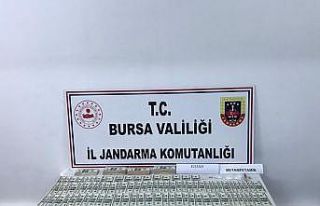 T.C.
BURSA VALİLİĞİ
İL JANDARMA KOMUTANLIĞI